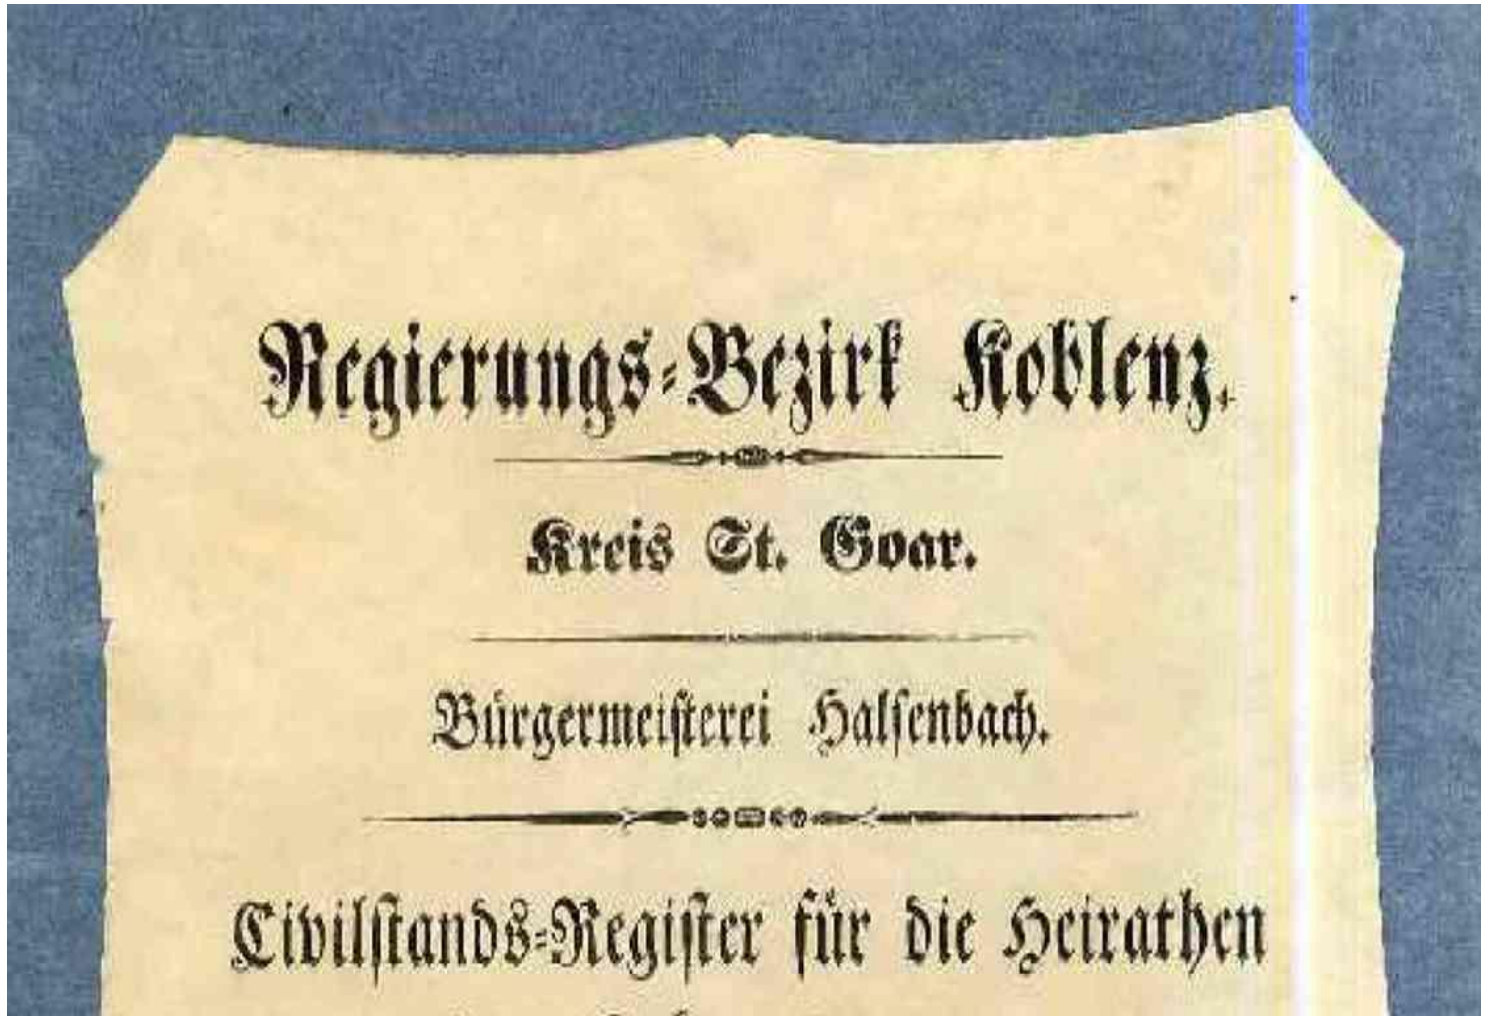 Regierungs-Bezirk Koblenz.
Kreis St. Goar.
Bürgermeisterei Halsenbach.
Civilstands-Register für die Heirathen